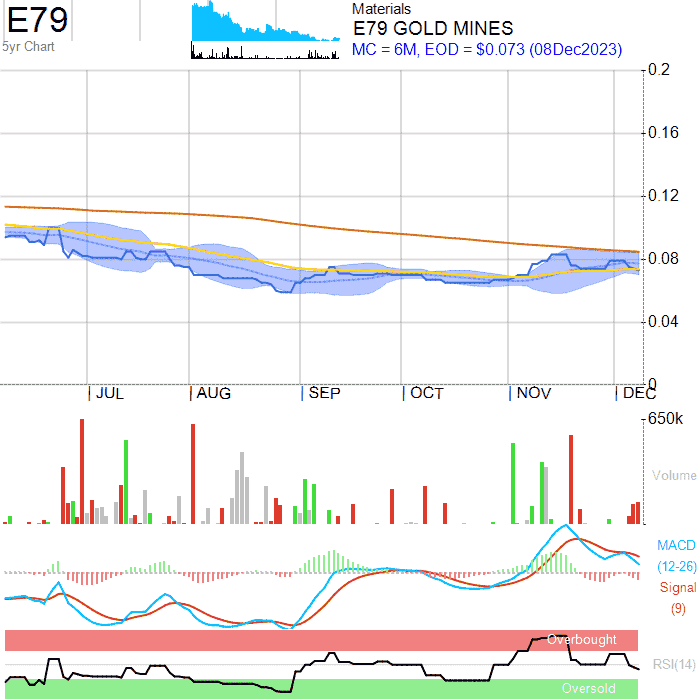 E79
5yr Chart
Materials
E79 GOLD MINES
MC = 6M, EOD = $0.073 (08Dec2023)
0.2
0.16
0.12
0.08
0.04
0
JUL AUG SEP OCT NOV DEC
650k
Volume
MACD
(12-26)
Signal
(9)
Overbought
RSI(14)
Oversold